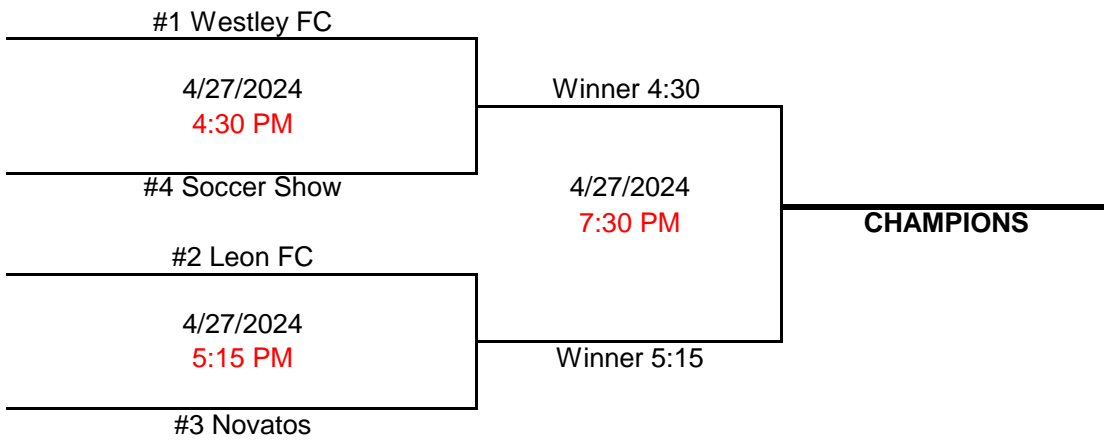 #1 Westley FC
4/27/2024
4:30 PM
Winner 4:30
#4 Soccer Show
4/27/2024
7:30 PM
CHAMPIONS
#2 Leon FC
4/27/2024
5:15 PM
Winner 5:15
#3 Novatos